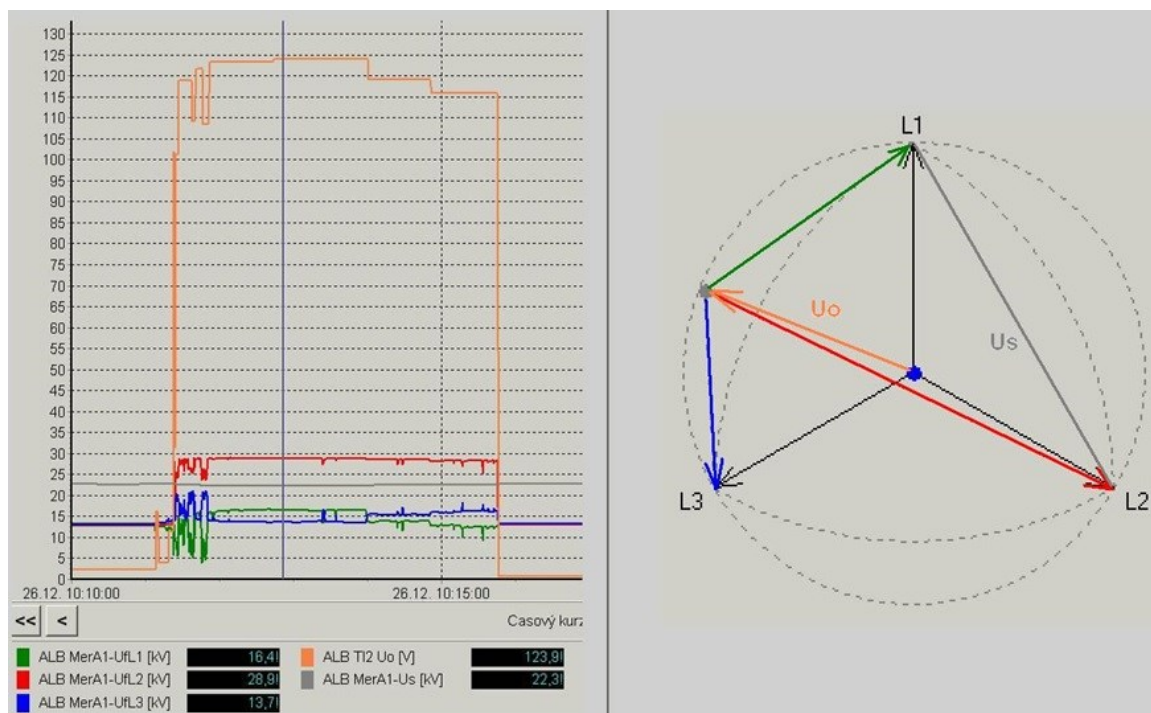 130
125
120
115
110
105
100
95
90
85
80
75
70
65
60
55
50
45
40
35
30
25
20
15
10
5
0
26.12. 10:10:00
26.12. 10:15:00
<< <
Casový kurz
ALB MerA1-UfL1 [kV] 16,4!
ALB TI2 Uo [V] 123,9!
ALB MerA1-UfL2 [kV] 28,9!
ALB MerA1-Us [kV] 22,3!
ALB MerA1-UfL3 [kV] 13,7!
L1
Uo
Us
L3
L2